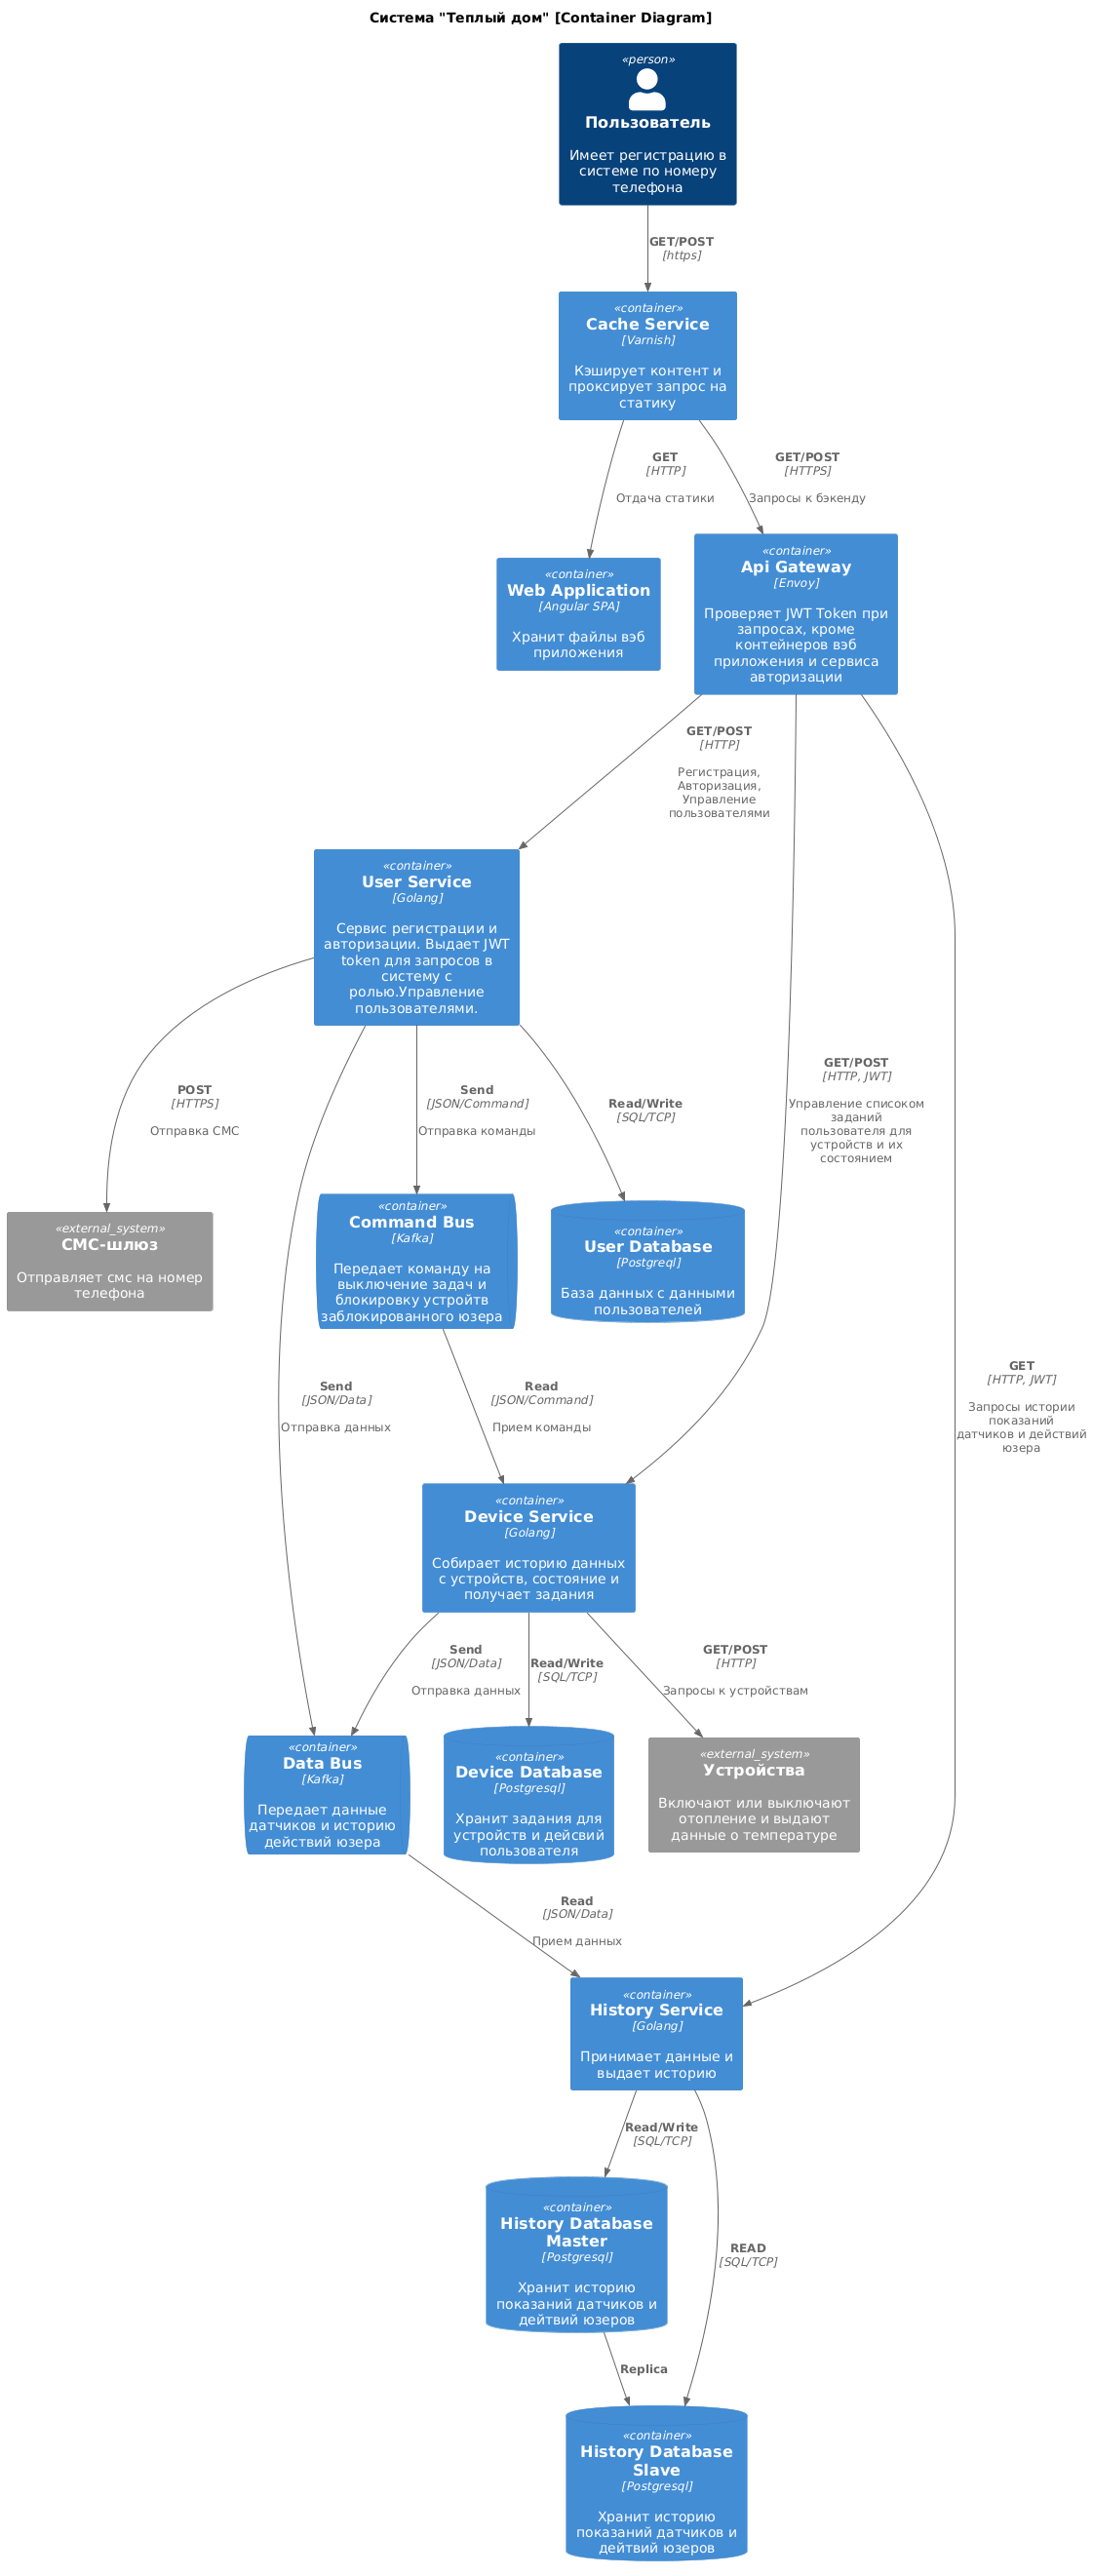 Система "Теплый дом" [Container Diagram]
«person»
Пользователь
Имеет регистрацию в
системе по номеру
телефона
GET/POST
[https]
«container»
Cache Service
[Varnish]
Кэширует контент и
проксирует запрос на
статику
GET
[HTTP]
Отдача статики
GET/POST
[HTTPS]
Запросы к бэкенду
«container»
Web Application
[Angular SPA]
Хранит файлы вэб
приложения
«container»
Api Gateway
[Envoy]
Проверяет JWT Token при
запросах, кроме
контейнеров вэб
приложения и сервиса
авторизации
GET/POST
[HTTP]
Регистрация,
Авторизация,
Управление
пользователями
«container»
User Service
[Golang]
Сервис регистрации и
авторизации. Выдает JWT
token для запросов в
систему с
ролью.Управление
пользователями.
POST
[HTTPS]
Отправка СМС
Send
[JSON/Command]
Отправка команды
Read/Write
[SQL/TCP]
GET/POST
[HTTP, JWT]
Управление списоком
заданий
пользователя для
устройств и их
состоянием
«external_system»
СМС-шлюз
Отправляет смс на номер
телефона
«container»
Command Bus
[Kafka]
Передает команду на
выключение задач и
блокировку устройтв
заблокированного юзера
«container»
User Database
[Postgreql]
База данных с данными
пользователей
Send
[JSON/Data]
Отправка данных
Read
[JSON/Command]
Прием команды
GET
[HTTP, JWT]
Запросы истории
показаний
датчиков и действий
юзера
«container»
Device Service
[Golang]
Собирает историю данных
с устройств, состояние и
получает задания
Send
[JSON/Data]
Отправка данных
Read/Write
[SQL/TCP]
GET/POST
[HTTP]
Запросы к устройствам
«container»
Data Bus
[Kafka]
Передает данные
датчиков и историю
действий юзера
«container»
Device Database
[Postgresql]
Хранит задания для
устройств и дейсвий
пользователя
«external_system»
Устройства
Включают или выключают
отопление и выдают
данные о температуре
Read
[JSON/Data]
Прием данных
«container»
History Service
[Golang]
Принимает данные и
выдает историю
Read/Write
[SQL/TCP]
«container»
History Database
Master
[Postgresql]
Хранит историю
показаний датчиков и
дейтвий юзеров
READ
[SQL/TCP]
Replica
«container»
History Database
Slave
[Postgresql]
Хранит историю
показаний датчиков и
дейтвий юзеров